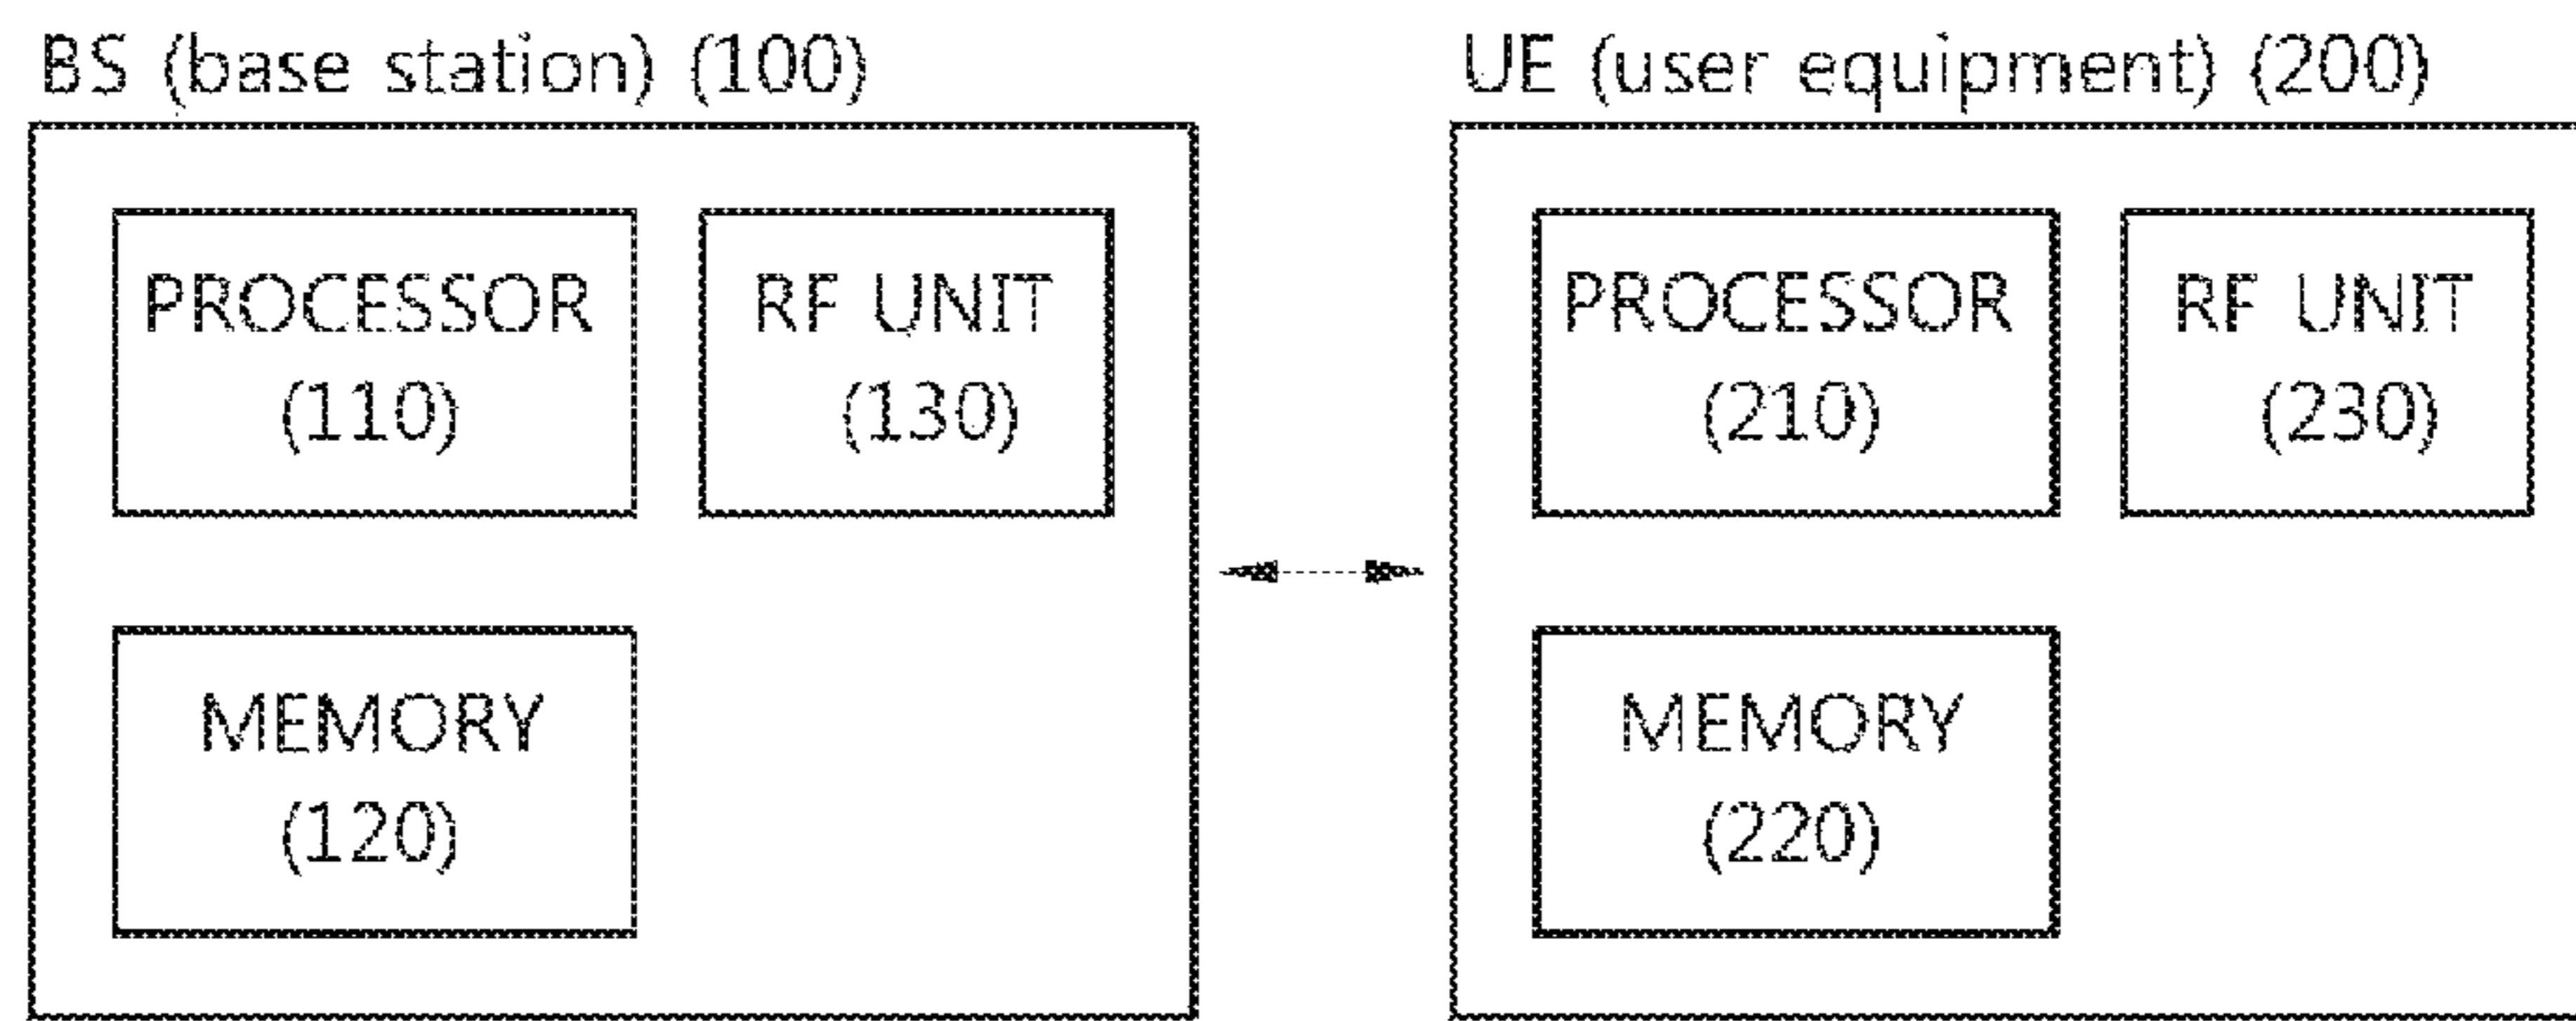 BS (base station) (100)
PROCESSOR
(110)
RF UNIT
(130)
MEMORY
(120)
UE (user equipment) (200)
PROCESSOR
(210)
RF UNIT
(230)
MEMORY
(220)